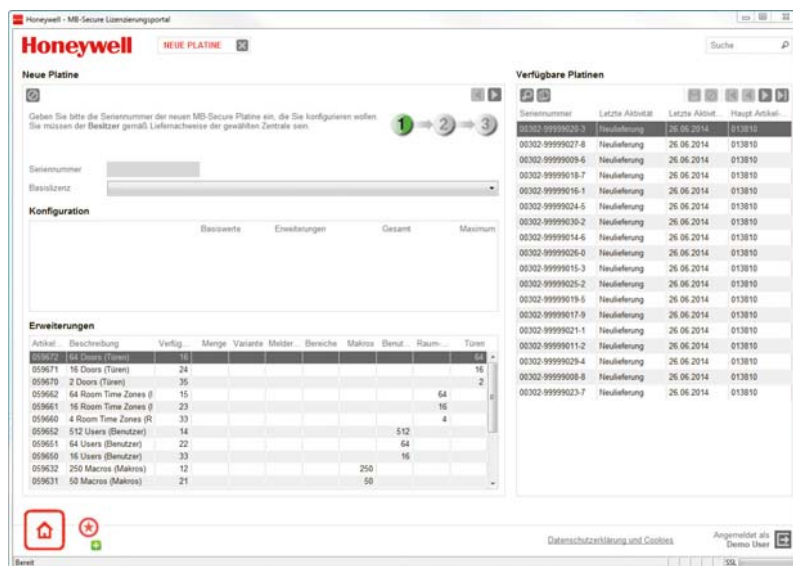 Honeywell - MB-Secure Lizenzierungsportal
Honeywell
NEUE PLATINE
Suche
Neue Platine
Geben Sie bitte die Seriennummer der neuen MB-Secure Platine ein, die Sie konfigurieren wollen.
Sie müssen der Besitzer gemäß Liefernachweise der gewählten Zentrale sein.
1 2 3
Seriennummer
Basislizenz
Konfiguration
Basiswerte Erweiterungen Gesamt Maximum
Erweiterungen
Artikel... Beschreibung Verfüg... Menge Variante Melder... Bereiche Makros Benut... Raum-... Türen
059672 64 Doors (Türen) 16 64
059671 16 Doors (Türen) 24 16
059670 2 Doors (Türen) 35 2
059662 64 Room Time Zones (I 15 64
059661 16 Room Time Zones (I 23 16
059660 4 Room Time Zones (R 33 4
059652 512 Users (Benutzer) 14 512
059651 64 Users (Benutzer) 22 64
059650 16 Users (Benutzer) 33 16
059632 250 Macros (Makros) 12 250
059631 50 Macros (Makros) 21 50
Verfügbare Platinen
Seriennummer Letzte Aktivität Letzte Aktivit... Haupt Artikel-...
00302-99999020-3 Neulieferung 26.06.2014 013810
00302-99999027-8 Neulieferung 26.06.2014 013810
00302-99999009-6 Neulieferung 26.06.2014 013810
00302-99999018-7 Neulieferung 26.06.2014 013810
00302-99999016-1 Neulieferung 26.06.2014 013810
00302-99999024-5 Neulieferung 26.06.2014 013810
00302-99999030-2 Neulieferung 26.06.2014 013810
00302-99999014-6 Neulieferung 26.06.2014 013810
00302-99999026-0 Neulieferung 26.06.2014 013810
00302-99999015-3 Neulieferung 26.06.2014 013810
00302-99999025-2 Neulieferung 26.06.2014 013810
00302-99999019-5 Neulieferung 26.06.2014 013810
00302-99999017-9 Neulieferung 26.06.2014 013810
00302-99999021-1 Neulieferung 26.06.2014 013810
00302-99999011-2 Neulieferung 26.06.2014 013810
00302-99999029-4 Neulieferung 26.06.2014 013810
00302-99999008-8 Neulieferung 26.06.2014 013810
00302-99999023-7 Neulieferung 26.06.2014 013810
Datenschutzerklärung und Cookies
Angemeldet als
Demo User
Bereit
SSL